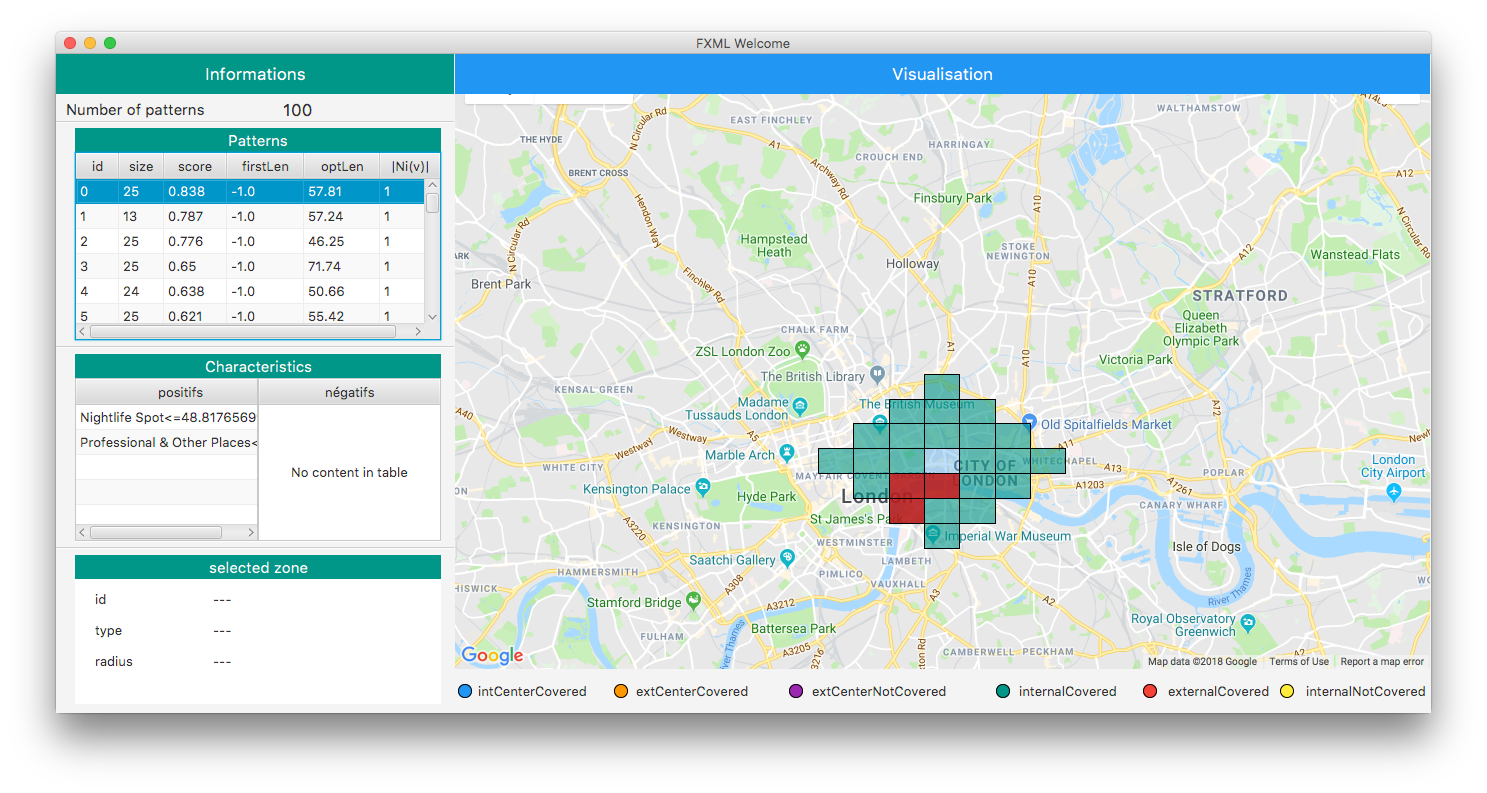 FXML Welcome
Informations
Visualisation
Number of patterns 100
Patterns
id size score firstLen optLen |Ni(v)|
0 25 0.838 -1.0 57.81 1
1 13 0.787 -1.0 57.24 1
2 25 0.776 -1.0 46.25 1
3 25 0.65 -1.0 71.74 1
4 24 0.638 -1.0 50.66 1
5 25 0.621 -1.0 55.42 1
Characteristics
positifs négatifs
Nightlife Spot<=48.8176569
Professional & Other Places<
No content in table
selected zone
id ---
type ---
radius ---
WALTHAMSTOW
EAST FINCHLEY
THE HYDE
N Circular Rd
A1
HARRINGAY
CROUCH END
BRENT CROSS
Archway Rd
A12
Hendon Way
Finsbury Park
A10
N Circular Rd
N Circular Rd
Hampstead
Heath
STOKE
NEWINGTON
A12
Wanstead Flats
ARK
Holloway
Finchley Rd
Brent Park
A10
STRATFORD
Queen
Elizabeth
Olympic Park
CHALK FARM
A1
ZSL London Zoo
A10
Victoria Park
The British Library
KENSAL GREEN
Madame
Tussauds London
The British Museum
A40
A12
Old Spitalfields Market
Westway
Westway
A5
A11
Newh
Marble Arch
WHITE CITY
MAYFAIR
COVENT GARDEN
CITY OF
LONDON
WHITECHAPEL
A13
POPLAR
London
City Airport
Kensington Palace
Hyde Park
London
A1203
A1261
CANARY WHARF
ON
A3220
KENSINGTON
St James's Park
WESTMINSTER
Imperial War Museum
Isle of Dogs
Saatchi Gallery
LAMBETH
HAMMERSMITH
PIMLICO
VAUXHALL
HISWICK
A308
A3
A2
River Thames
Stamford Bridge
A3212
Royal Observatory
Greenwich
FULHAM
River Thames
Battersea Park
A3205
A3216
CAMBERWELL
PECKHAM
Google
Map data ©2018 Google Terms of Use Report a map error
intCenterCovered extCenterCovered extCenterNotCovered internalCovered externalCovered internalNotCovered